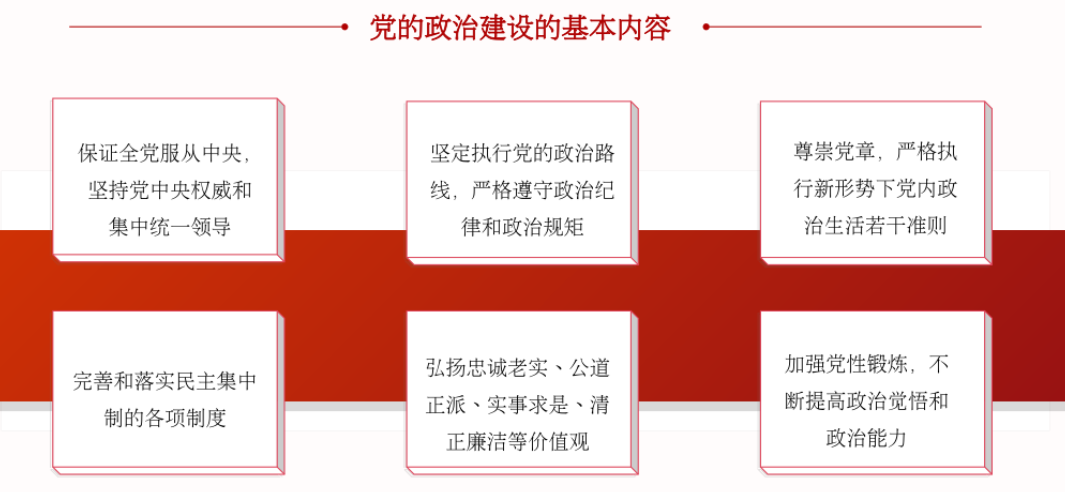 党的政治建设的基本内容
保证全党服从中央，
坚持党中央权威和
集中统一领导
坚定执行党的政治路
线，严格遵守政治纪
律和政治规矩
尊崇党章，严格执
行新形势下党内政
治生活若干准则
完善和落实民主集中
制的各项制度
弘扬忠诚老实、公道
正派、实事求是、清
正廉洁等价值观
加强党性锻炼，不
断提高政治觉悟和
政治能力